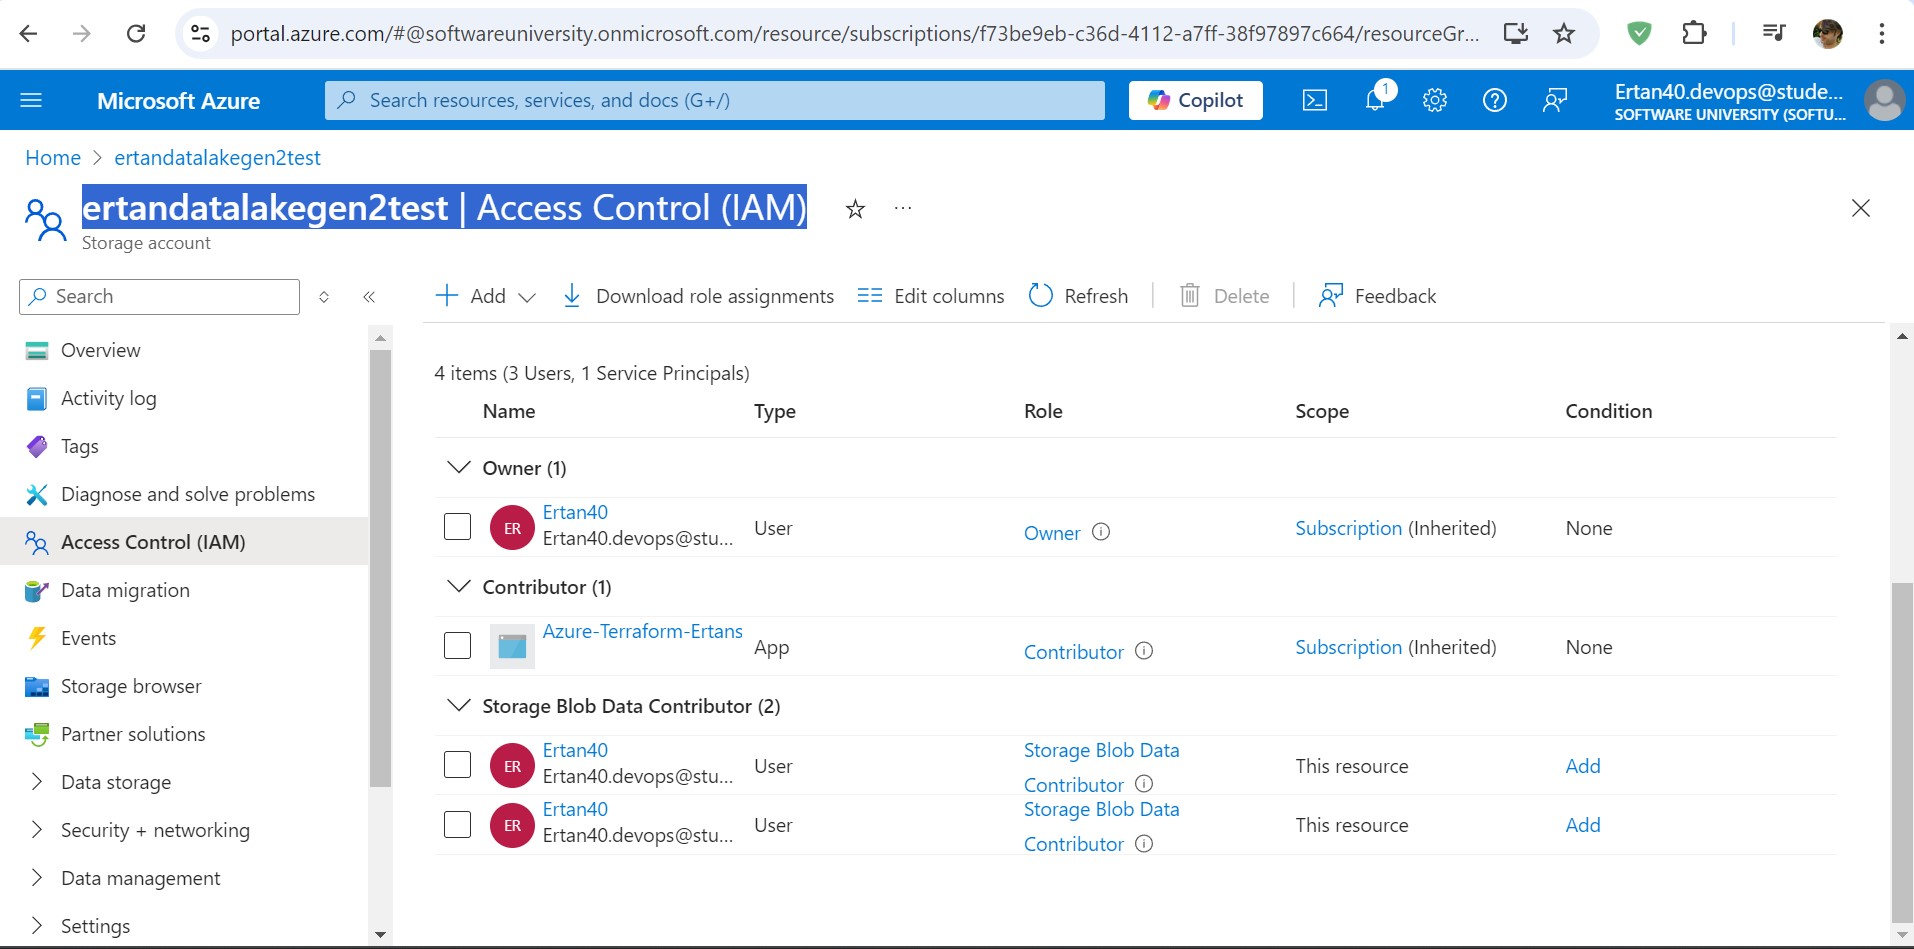 portal.azure.com/#@softwareuniversity.onmicrosoft.com/resource/subscriptions/f73be9eb-c36d-4112-a7ff-38f97897c664/resourceGr...
Microsoft Azure
Search resources, services, and docs (G+/)
Copilot
1
Ertan40.devops@stude...
SOFTWARE UNIVERSITY (SOFTU...
Home > ertandatalakegen2test
ertandatalakegen2test | Access Control (IAM)
Storage account
Search
Add
Download role assignments
Edit columns
Refresh
Delete
Feedback
Overview
Activity log
Tags
Diagnose and solve problems
Access Control (IAM)
Data migration
Events
Storage browser
Partner solutions
Data storage
Security + networking
Data management
Settings
4 items (3 Users, 1 Service Principals)
Name Type Role Scope Condition
Owner (1)
ER Ertan40
Ertan40.devops@stu... User Owner Subscription (Inherited) None
Contributor (1)
Azure-Terraform-Ertans App Contributor Subscription (Inherited) None
Storage Blob Data Contributor (2)
ER Ertan40
Ertan40.devops@stu... User Storage Blob Data
Contributor This resource Add
ER Ertan40
Ertan40.devops@stu... User Storage Blob Data
Contributor This resource Add